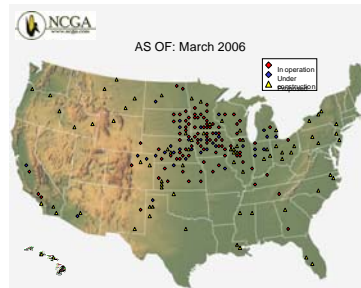 NCGA
www.ncga.com
AS OF: March 2006
In operation
Under